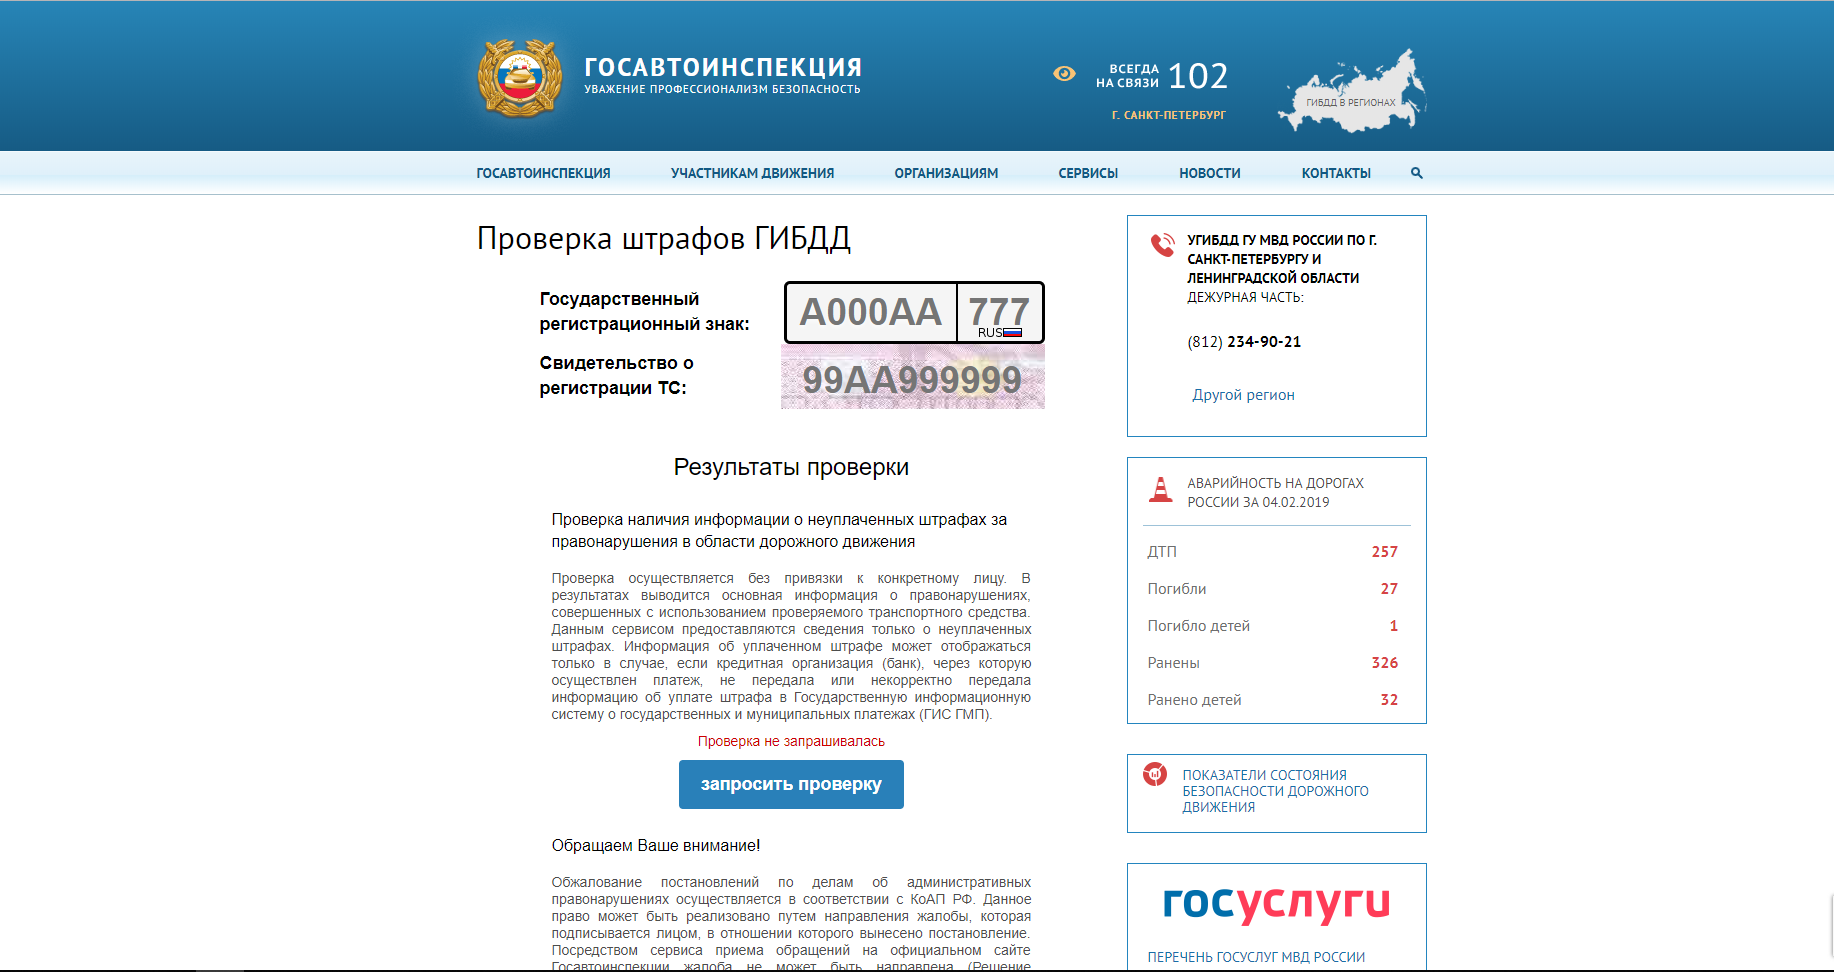 ГОСАВТОИНСПЕКЦИЯ
УВАЖЕНИЕ ПРОФЕССИОНАЛИЗМ БЕЗОПАСНОСТЬ
ВСЕГДА
НА СВЯЗИ 102
Г. САНКТ-ПЕТЕРБУРГ
ГИБДД В РЕГИОНАХ
ГОСАВТОИНСПЕКЦИЯ УЧАСТНИКАМ ДВИЖЕНИЯ ОРГАНИЗАЦИЯМ СЕРВИСЫ НОВОСТИ КОНТАКТЫ
Проверка штрафов ГИБДД
Государственный
регистрационный знак:
А000АА 777
RUS
Свидетельство о
регистрации ТС:
99АА999999
Результаты проверки
Проверка наличия информации о неуплаченных штрафах за
правонарушения в области дорожного движения
Проверка осуществляется без привязки к конкретному лицу. В
результатах выводится основная информация о правонарушениях,
совершенных с использованием проверяемого транспортного средства.
Данным сервисом предоставляются сведения только о неуплаченных
штрафах. Информация об уплаченном штрафе может отображаться
только в случае, если кредитная организация (банк), через которую
осуществлен платеж, не передала или некорректно передала
информацию об уплате штрафа в Государственную информационную
систему о государственных и муниципальных платежах (ГИС ГМП).
Проверка не запрашивалась
запросить проверку
Обращаем Ваше внимание!
Обжалование постановлений по делам об административных
правонарушениях осуществляется в соответствии с КоАП РФ. Данное
право может быть реализовано путем направления жалобы, которая
подписывается лицом, в отношении которого вынесено постановление.
Посредством сервиса приема обращений на официальном сайте
Госавтоинспекции жалоба не может быть направлена (Решение
УГИБДД ГУ МВД РОССИИ ПО Г.
САНКТ-ПЕТЕРБУРГУ И
ЛЕНИНГРАДСКОЙ ОБЛАСТИ
ДЕЖУРНАЯ ЧАСТЬ:
(812) 234-90-21
Другой регион
АВАРИЙНОСТЬ НА ДОРОГАХ
РОССИИ ЗА 04.02.2019
ДТП 257
Погибли 27
Погибло детей 1
Ранены 326
Ранено детей 32
ПОКАЗАТЕЛИ СОСТОЯНИЯ
БЕЗОПАСНОСТИ ДОРОЖНОГО
ДВИЖЕНИЯ
госуслуги
ПЕРЕЧЕНЬ ГОСУСЛУГ МВД РОССИИ